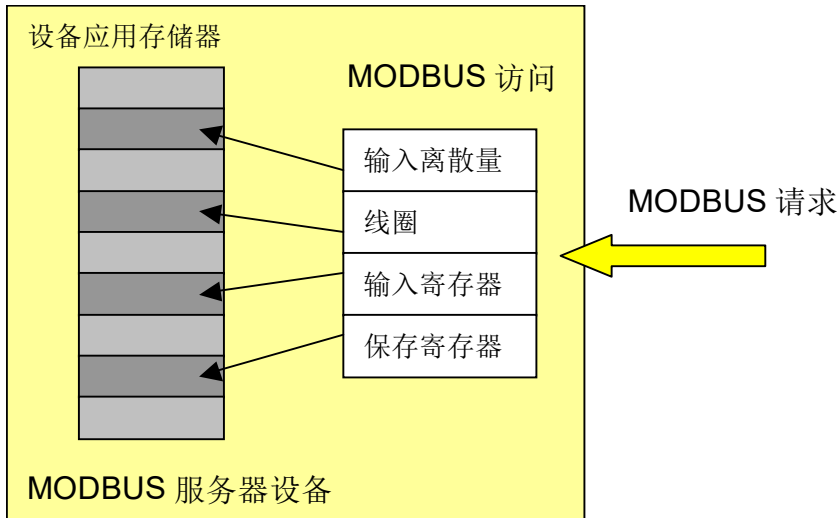 设备应用存储器
MODBUS 访问
输入离散量
线圈
输入寄存器
保存寄存器
MODBUS 请求
MODBUS 服务器设备